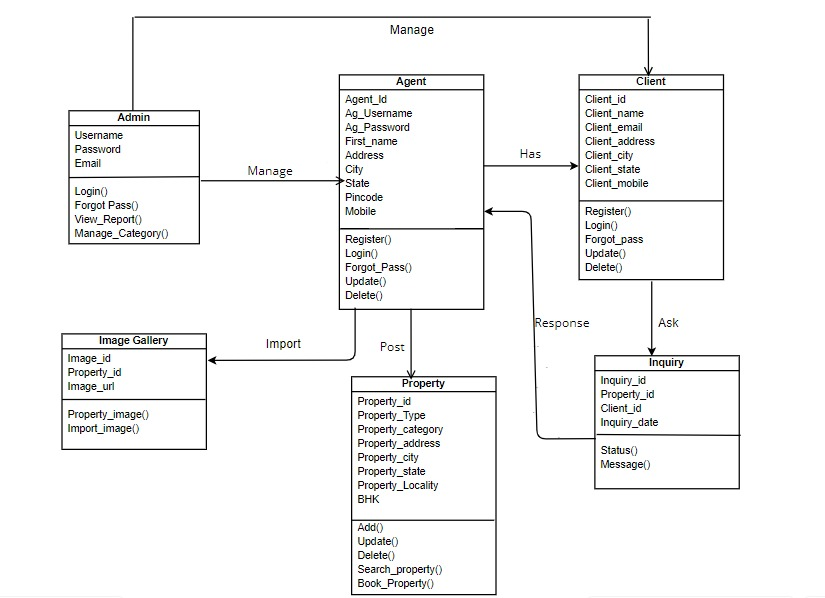 Manage
Admin
Username
Password
Email
Login()
Forgot Pass()
View_Report()
Manage_Category()
Manage
Agent
Agent_Id
Ag_Username
Ag_Password
First_name
Address
City
State
Pincode
Mobile
Register()
Login()
Forgot_Pass()
Update()
Delete()
Has
Client
Client_id
Client_name
Client_email
Client_address
Client_city
Client_state
Client_mobile
Register()
Login()
Forgot_pass
Update()
Delete()
Image Gallery
Image_id
Property_id
Image_url
Property_image()
Import_image()
Import
Post
Property
Property_id
Property_Type
Property_category
Property_address
Property_city
Property_state
Property_Locality
BHK
Add()
Update()
Delete()
Search_property()
Book_Property()
Response
Ask
Inquiry
Inquiry_id
Property_id
Client_id
Inquiry_date
Status()
Message()